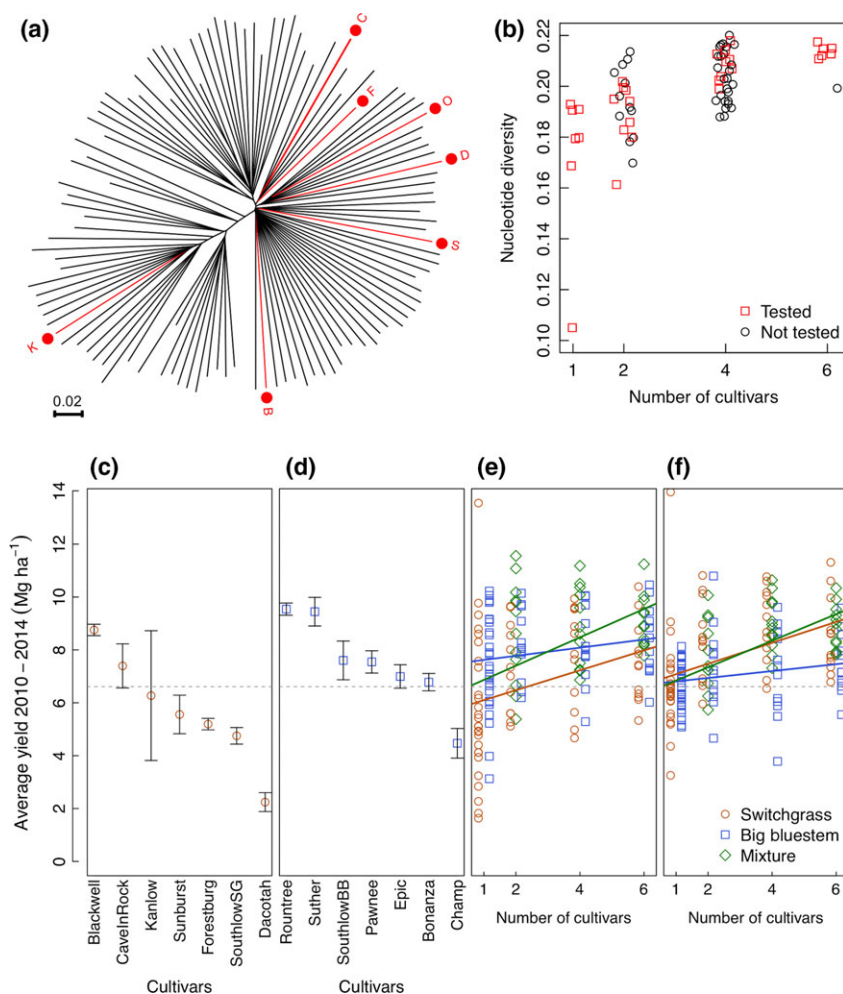 (a)
C
F
O
D
S
K
B
0.02
(b)
Nucleotide diversity
0.22
0.20
0.18
0.16
0.14
0.12
0.10
Tested
Not tested
1 2 4 6
Number of cultivars
(c) (d) (e) (f)
Average yield 2010 – 2014 (Mg ha−1)
14
12
10
8
6
4
2
0
Switchgrass
Big bluestem
Mixture
Blackwell
CaveInRock
Kanlow
Sunburst
Forestburg
SouthlowSG
Dacotah
Rountree
Suther
SouthlowBB
Pawnee
Epic
Bonanza
Champ
1 2 4 6
1 2 4 6
Cultivars
Cultivars
Number of cultivars
Number of cultivars